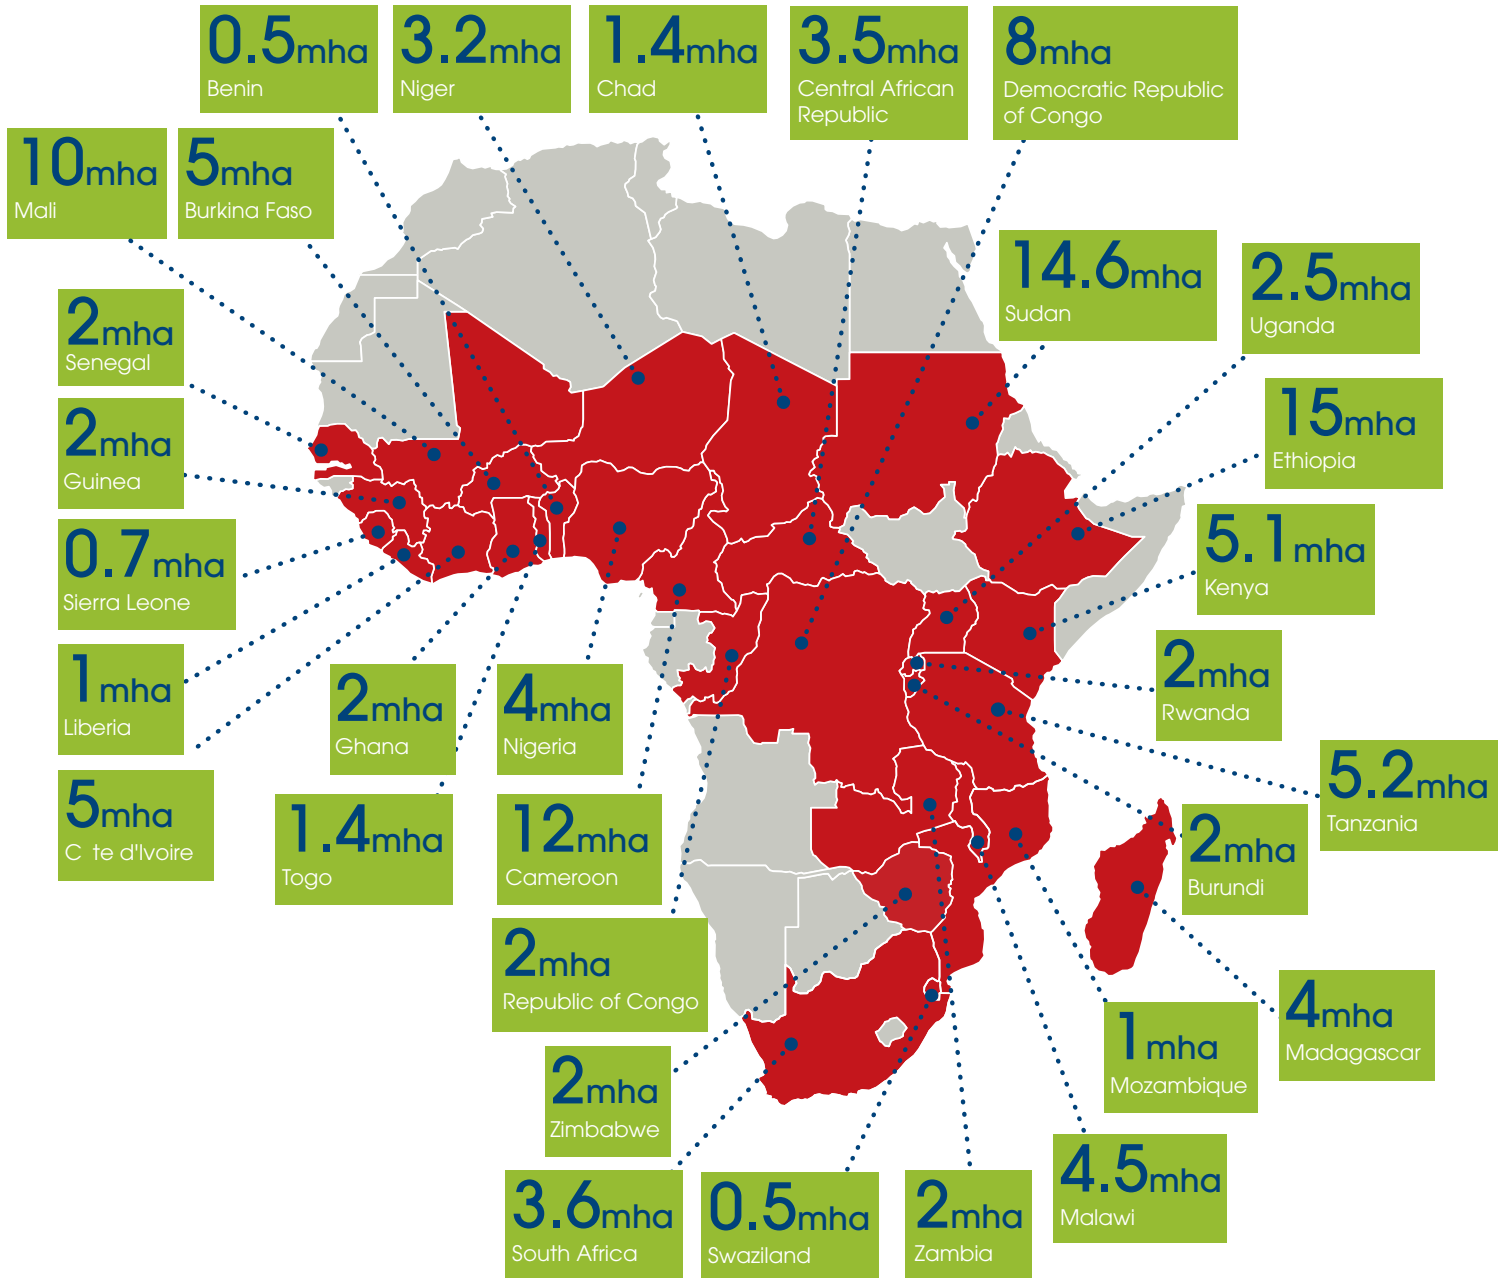 0.5mha
Benin
3.2mha
Niger
1.4mha
Chad
3.5mha
Central African
Republic
8mha
Democratic Republic
of Congo
10mha
Mali
5mha
Burkina Faso
14.6mha
Sudan
2.5mha
Uganda
2mha
Senegal
15mha
Ethiopia
2mha
Guinea
5.1mha
Kenya
0.7mha
Sierra Leone
2mha
Rwanda
1mha
Liberia
2mha
Ghana
4mha
Nigeria
5.2mha
Tanzania
5mha
C te d'Ivoire
1.4mha
Togo
12mha
Cameroon
2mha
Burundi
2mha
Republic of Congo
4mha
Madagascar
1mha
Mozambique
2mha
Zimbabwe
4.5mha
Malawi
3.6mha
South Africa
0.5mha
Swaziland
2mha
Zambia